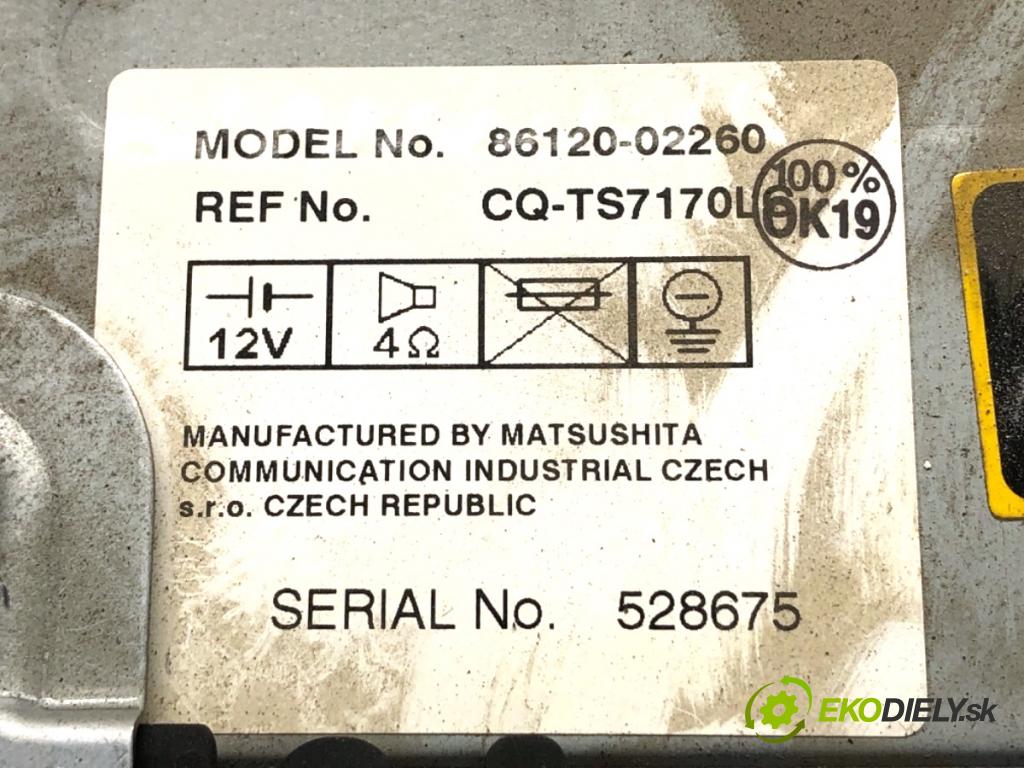 MODEL No. 86120-02260
REF No. CQ-TS7170L
100%
OK19
12V
4Ω
MANUFACTURED BY MATSUSHITA
COMMUNICATION INDUSTRIAL CZECH
s.r.o. CZECH REPUBLIC
SERIAL No. 528675
EKODIELY.sk